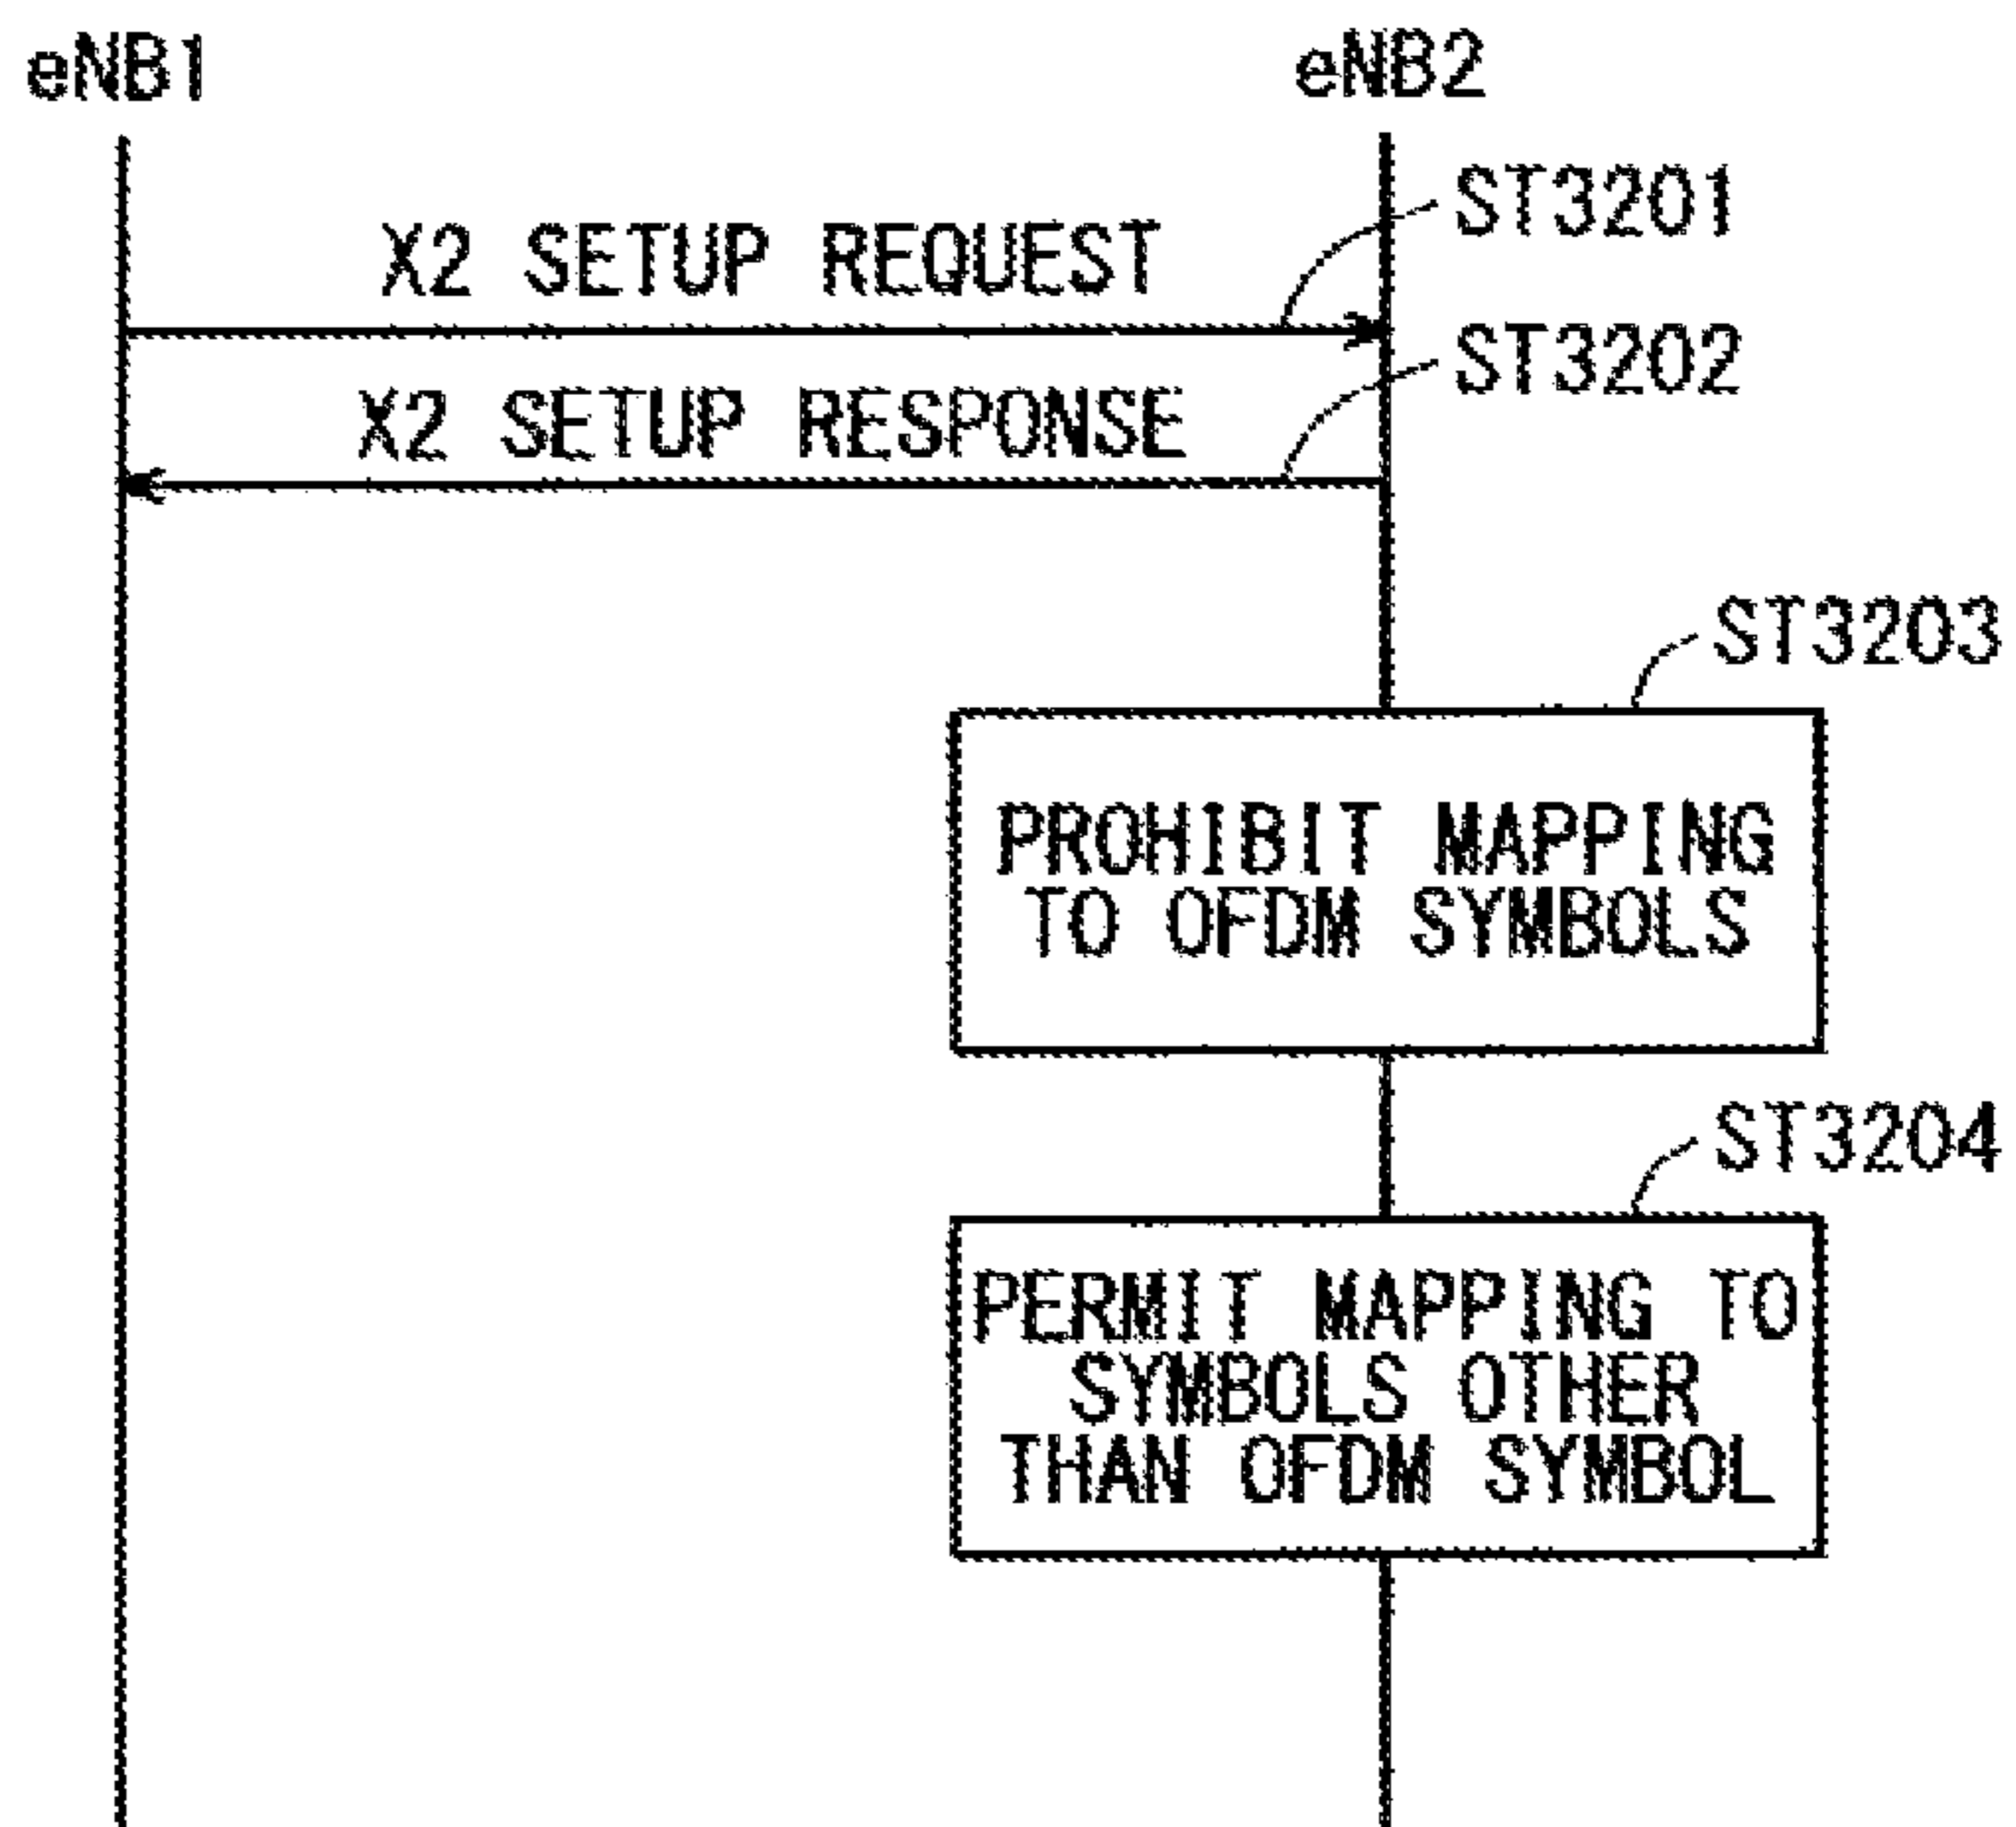 eNB1
eNB2
ST3201
X2 SETUP REQUEST
ST3202
X2 SETUP RESPONSE
ST3203
PROHIBIT MAPPING
TO OFDM SYMBOLS
ST3204
PERMIT MAPPING TO
SYMBOLS OTHER
THAN OFDM SYMBOL